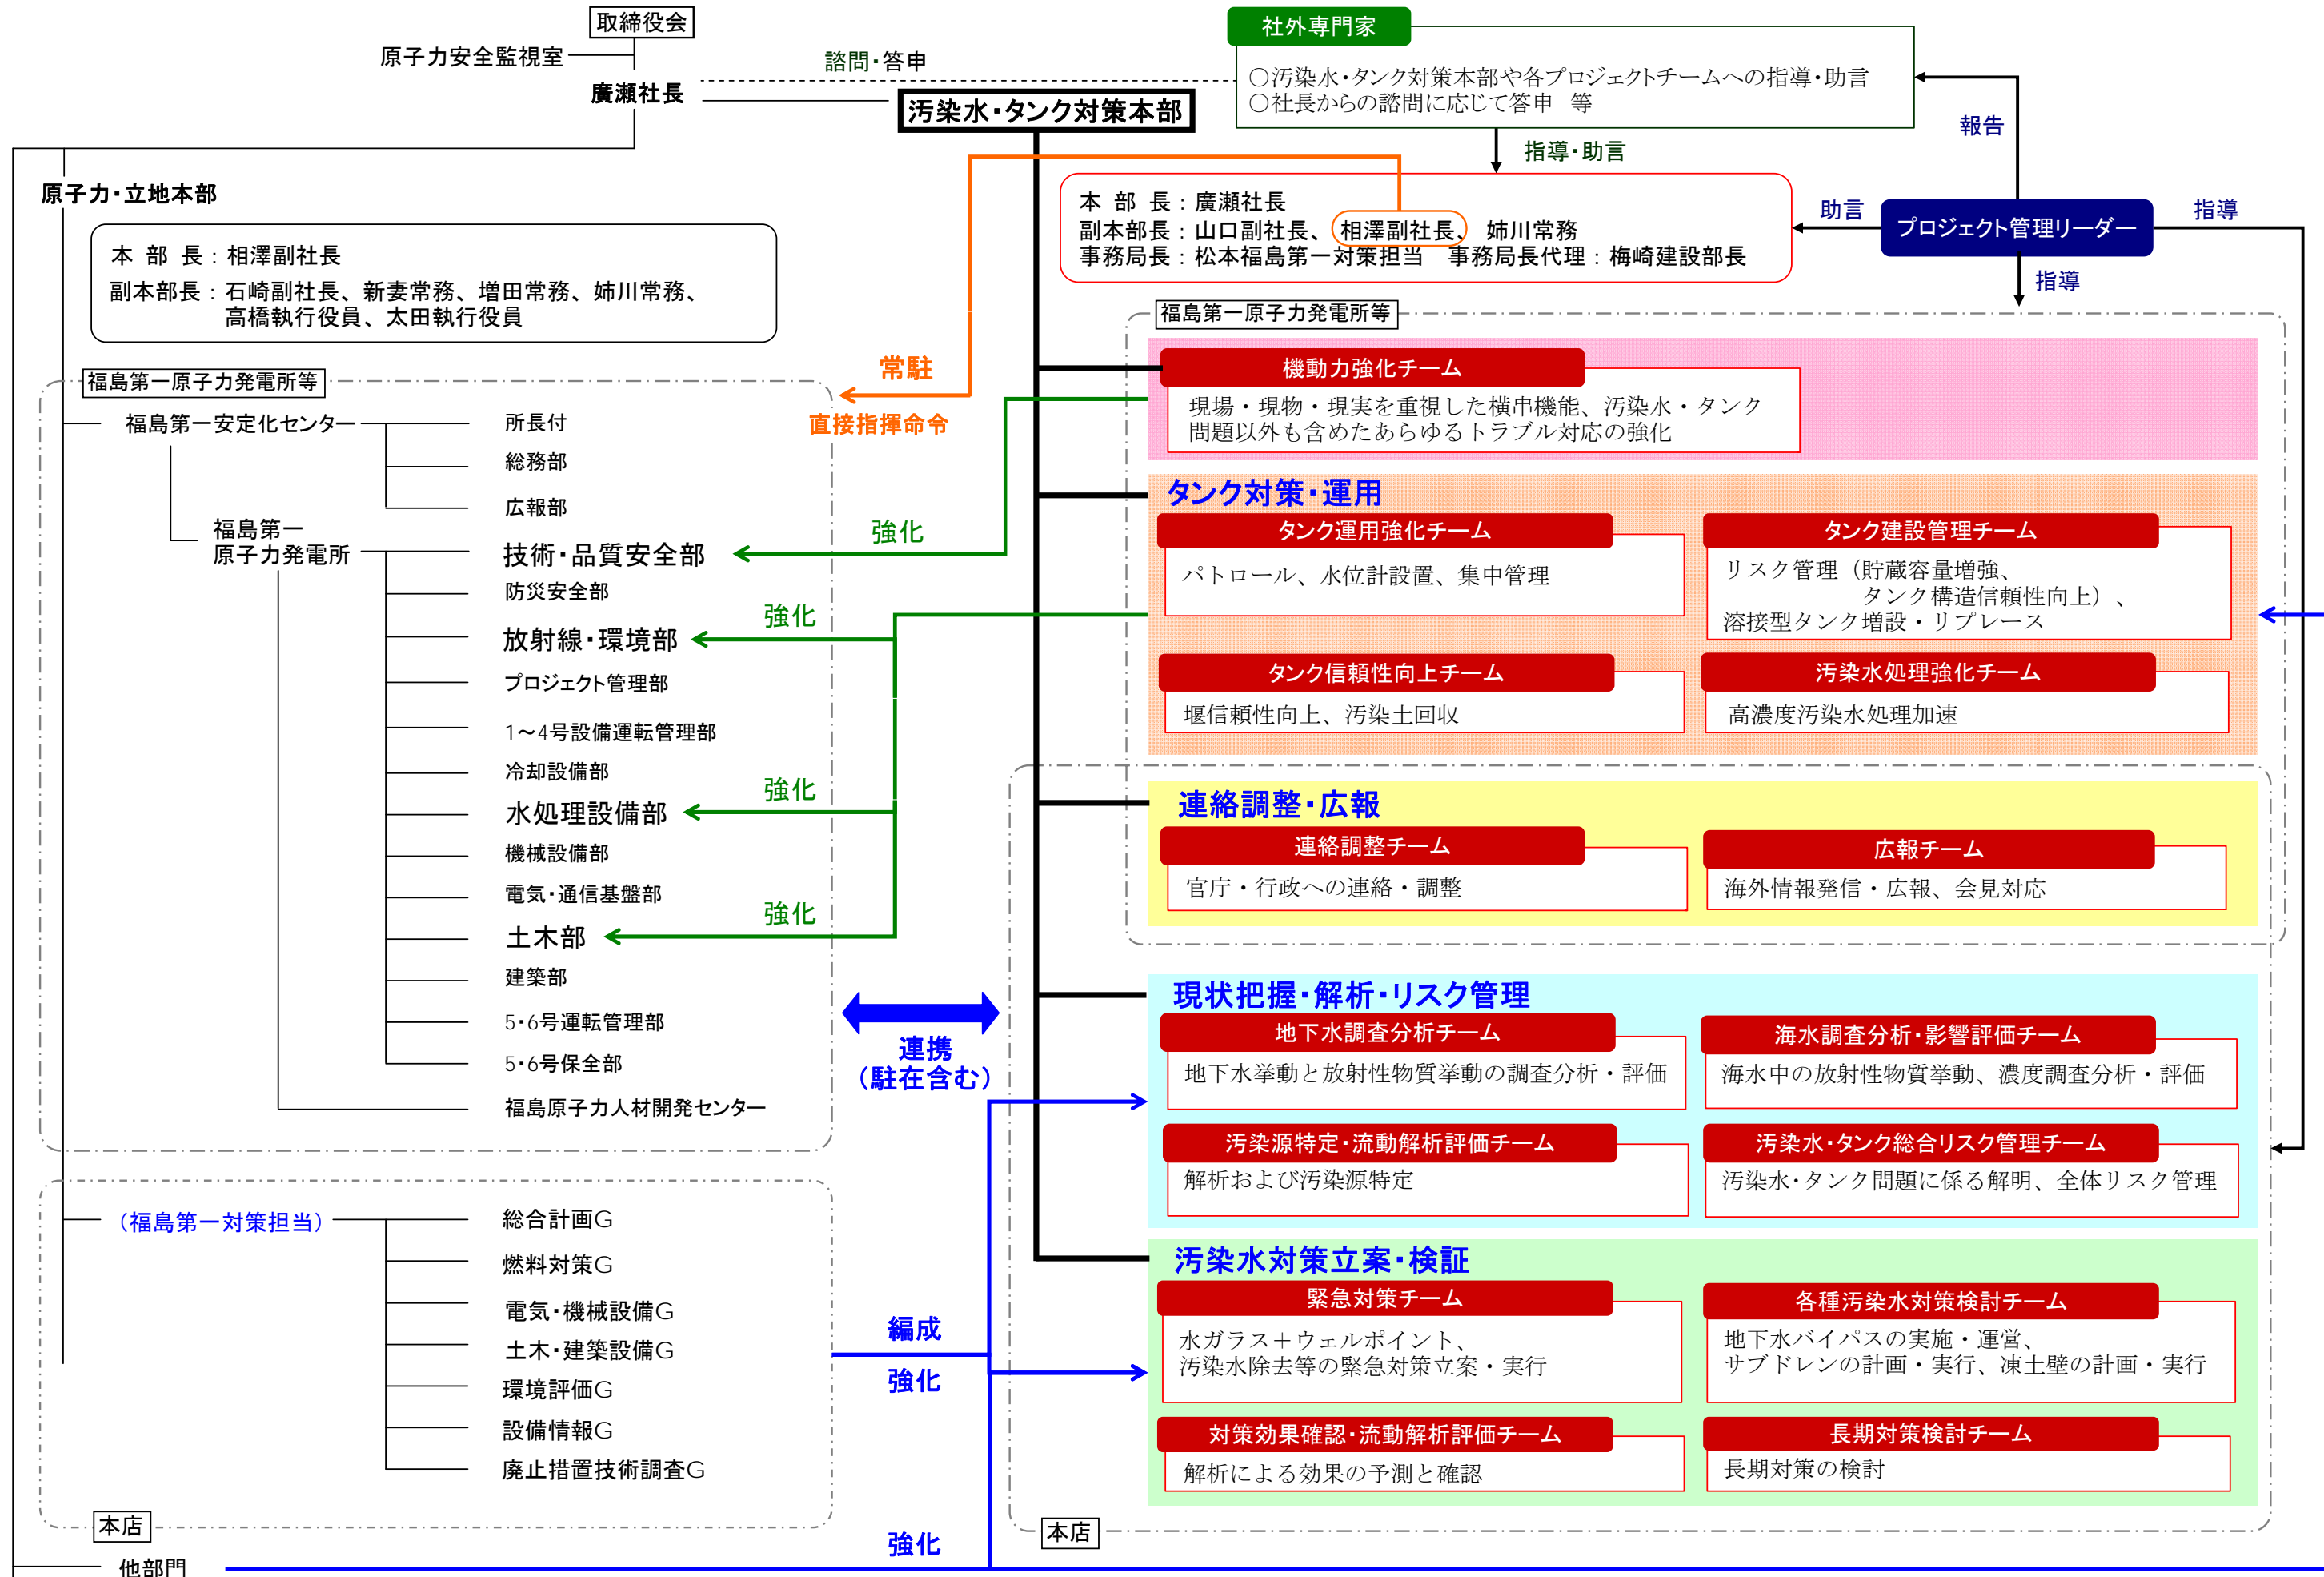 取締役会
原子力安全監視室
廣瀬社長
諮問・答申
汚染水・タンク対策本部
社外専門家
〇汚染水・タンク対策本部や各プロジェクトチームへの指導・助言
〇社長からの諮問に応じて答申　等
報告
指導・助言
本　部　長：廣瀬社長
副本部長：山口副社長、　相澤副社長、　姉川常務
事務局長：松本福島第一対策担当　事務局長代理：梅崎建設部長
助言
プロジェクト管理リーダー
指導
指導
原子力・立地本部
本　部　長：相澤副社長
副本部長：石崎副社長、新妻常務、増田常務、姉川常務、
高橋執行役員、太田執行役員
福島第一原子力発電所等
福島第一安定化センター
所長付
総務部
広報部
福島第一
原子力発電所
技術・品質安全部
防災安全部
放射線・環境部
プロジェクト管理部
1～4号設備運転管理部
冷却設備部
水処理設備部
機械設備部
電気・通信基盤部
土木部
建築部
5・6号運転管理部
5・6号保全部
福島原子力人材開発センター
常駐
直接指揮命令
強化
強化
強化
強化
連携
（駐在含む）
（福島第一対策担当）
総合計画G
燃料対策G
電気・機械設備G
土木・建築設備G
環境評価G
設備情報G
廃止措置技術調査G
本店
他部門
編成
強化
強化
福島第一原子力発電所等
機動力強化チーム
現場・現物・現実を重視した横串機能、汚染水・タンク
問題以外も含めたあらゆるトラブル対応の強化
タンク対策・運用
タンク運用強化チーム
パトロール、水位計設置、集中管理
タンク建設管理チーム
リスク管理（貯蔵容量増強、
タンク構造信頼性向上）、
溶接型タンク増設・リプレース
タンク信頼性向上チーム
堰信頼性向上、汚染土回収
汚染水処理強化チーム
高濃度汚染水処理加速
連絡調整・広報
連絡調整チーム
官庁・行政への連絡・調整
広報チーム
海外情報発信・広報、会見対応
現状把握・解析・リスク管理
地下水調査分析チーム
地下水挙動と放射性物質挙動の調査分析・評価
海水調査分析・影響評価チーム
海水中の放射性物質挙動、濃度調査分析・評価
汚染源特定・流動解析評価チーム
解析および汚染源特定
汚染水・タンク総合リスク管理チーム
汚染水・タンク問題に係る解明、全体リスク管理
汚染水対策立案・検証
緊急対策チーム
水ガラス＋ウェルポイント、
汚染水除去等の緊急対策立案・実行
各種汚染水対策検討チーム
地下水バイパスの実施・運営、
サブドレンの計画・実行、凍土壁の計画・実行
対策効果確認・流動解析評価チーム
解析による効果の予測と確認
長期対策検討チーム
長期対策の検討
本店